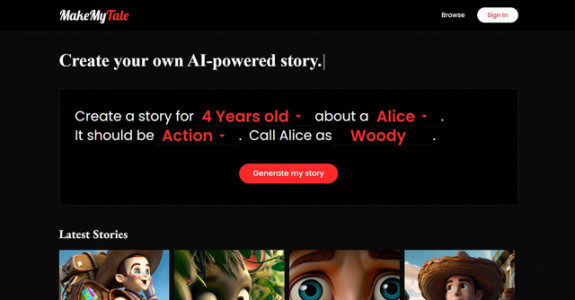 MakeMyTale
Browse
Sign In
Create your own AI-powered story.
Create a story for 4 Years old about a Alice .
It should be Action . Call Alice as Woody .
Generate my story
Latest Stories